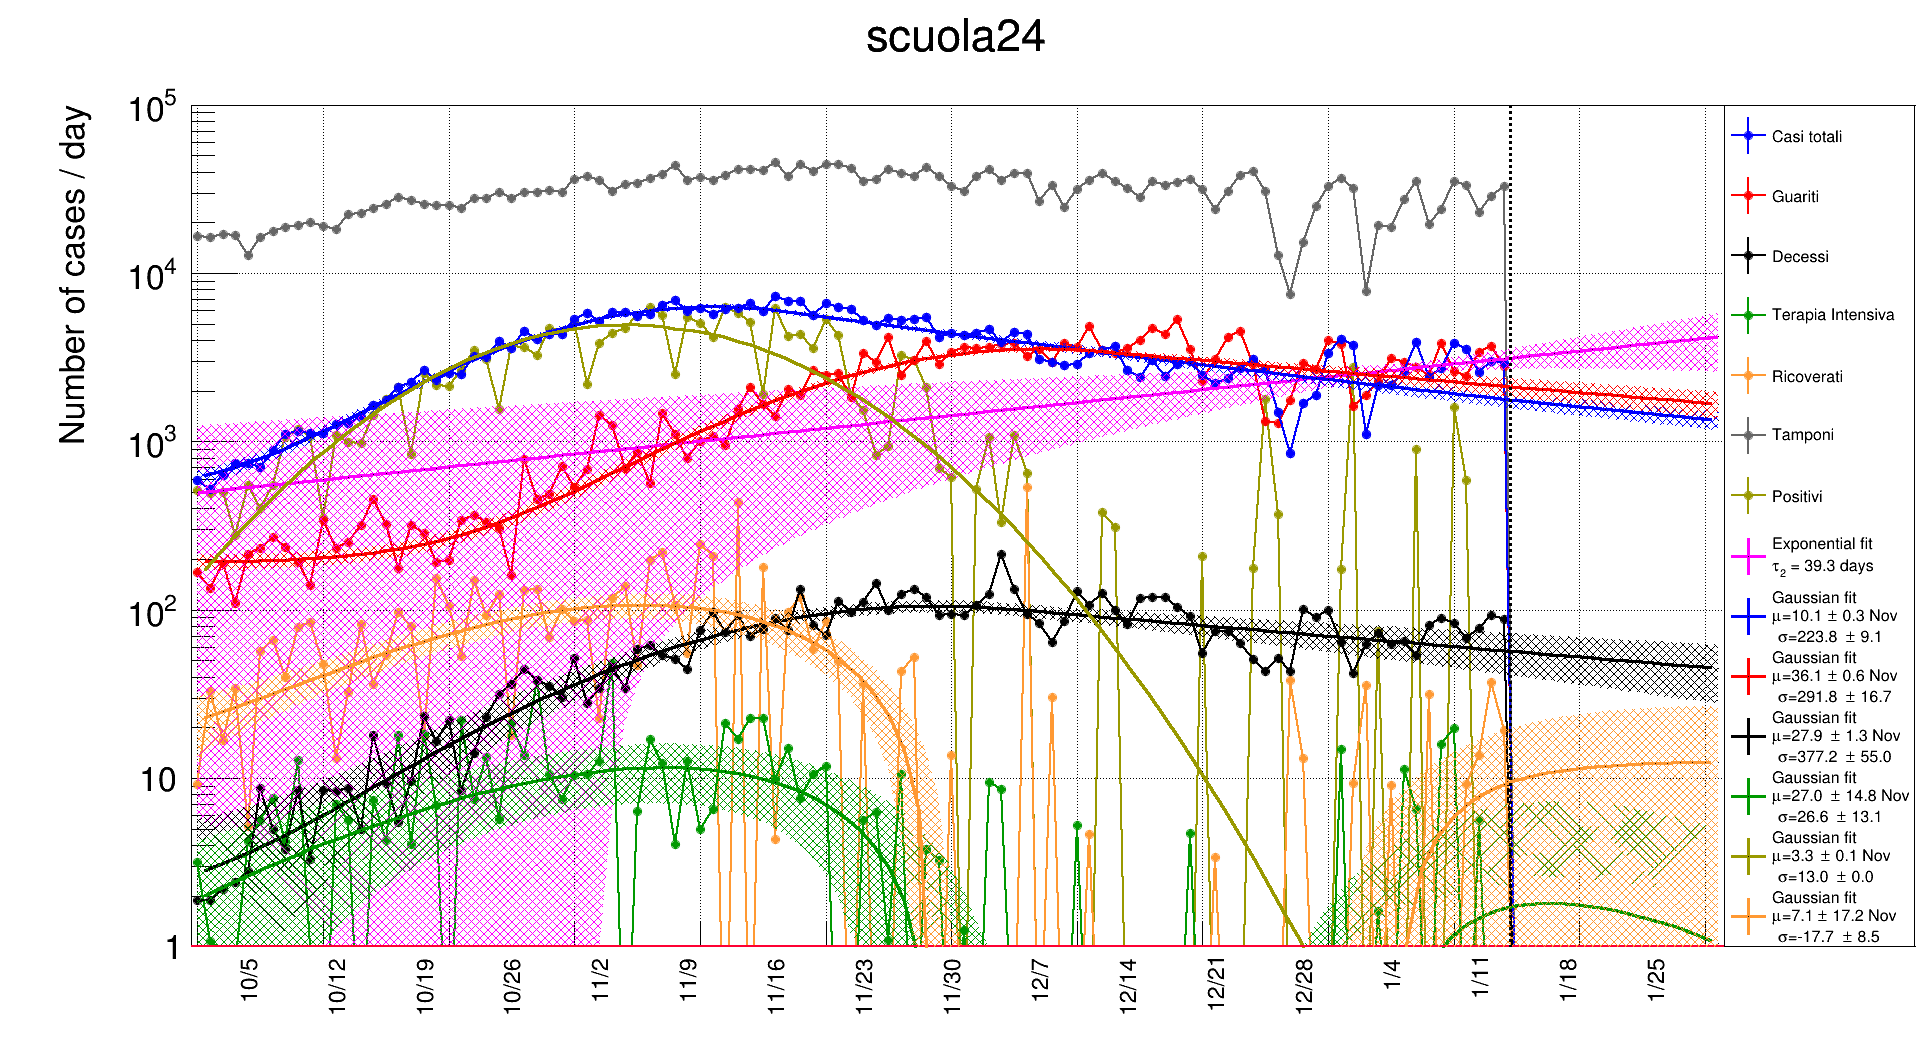 scuola24
Number of cases / day
10^5
10^4
10^3
10^2
10
1
10/5
10/12
10/19
10/26
11/2
11/9
11/16
11/23
11/30
12/7
12/14
12/21
12/28
1/4
1/11
1/18
1/25
Casi totali
Guariti
Decessi
Terapia Intensiva
Ricoverati
Tamponi
Positivi
Exponential fit
τ₂ = 39.3 days
Gaussian fit
μ=10.1 ± 0.3 Nov
σ=223.8 ± 9.1
Gaussian fit
μ=36.1 ± 0.6 Nov
σ=291.8 ± 16.7
Gaussian fit
μ=27.9 ± 1.3 Nov
σ=377.2 ± 55.0
Gaussian fit
μ=27.0 ± 14.8 Nov
σ=26.6 ± 13.1
Gaussian fit
μ=3.3 ± 0.1 Nov
σ=13.0 ± 0.0
Gaussian fit
μ=7.1 ± 17.2 Nov
σ=-17.7 ± 8.5